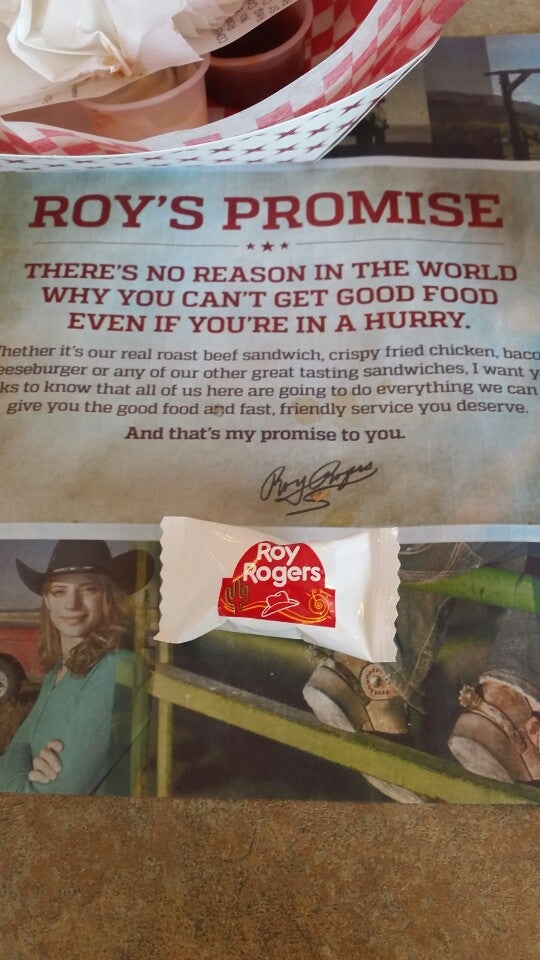 ROY'S PROMISE
THERE'S NO REASON IN THE WORLD
WHY YOU CAN'T GET GOOD FOOD
EVEN IF YOU'RE IN A HURRY.
hether it's our real roast beef sandwich, crispy fried chicken, baco
eeseburger or any of our other great tasting sandwiches, I want y
ks to know that all of us here are going to do everything we can
give you the good food and fast, friendly service you deserve.
And that's my promise to you.
Roy Rogers
Roy
Rogers